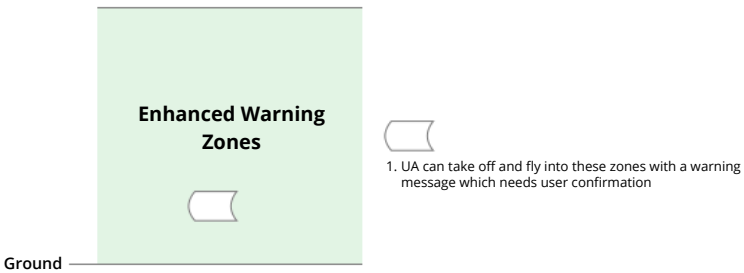 Enhanced Warning
Zones
1. UA can take off and fly into these zones with a warning
message which needs user confirmation
Ground